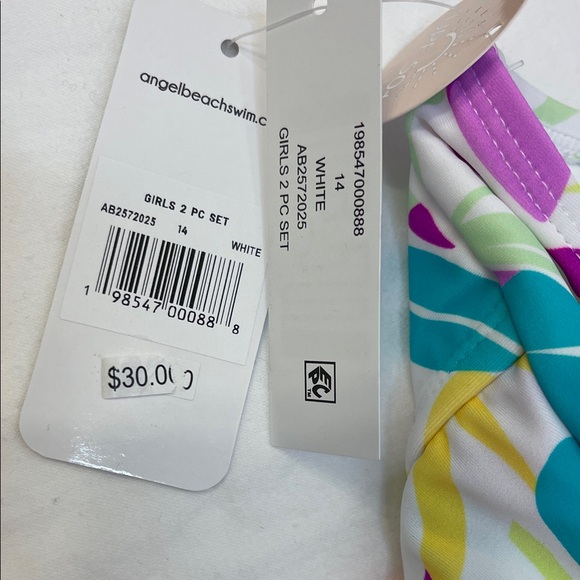 angelbeachswim.c
GIRLS 2 PC SET
AB2572025 14 WHITE
1 98547 00088 8
$30.00
198547000888
14
WHITE
AB2572025
GIRLS 2 PC SET
TM